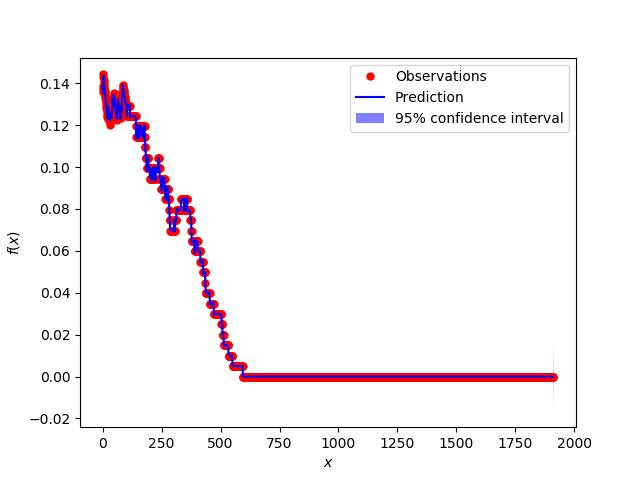 Observations
Prediction
95% confidence interval
0.14
0.12
0.10
0.08
0.06
0.04
0.02
0.00
−0.02
f(x)
0 250 500 750 1000 1250 1500 1750 2000
x